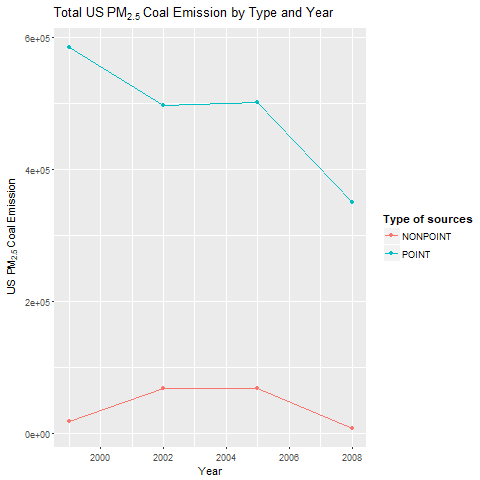 Total US PM2.5 Coal Emission by Type and Year
6e+05
4e+05
2e+05
0e+00
US PM2.5 Coal Emission
2000 2002 2004 2006 2008
Year
Type of sources
NONPOINT
POINT